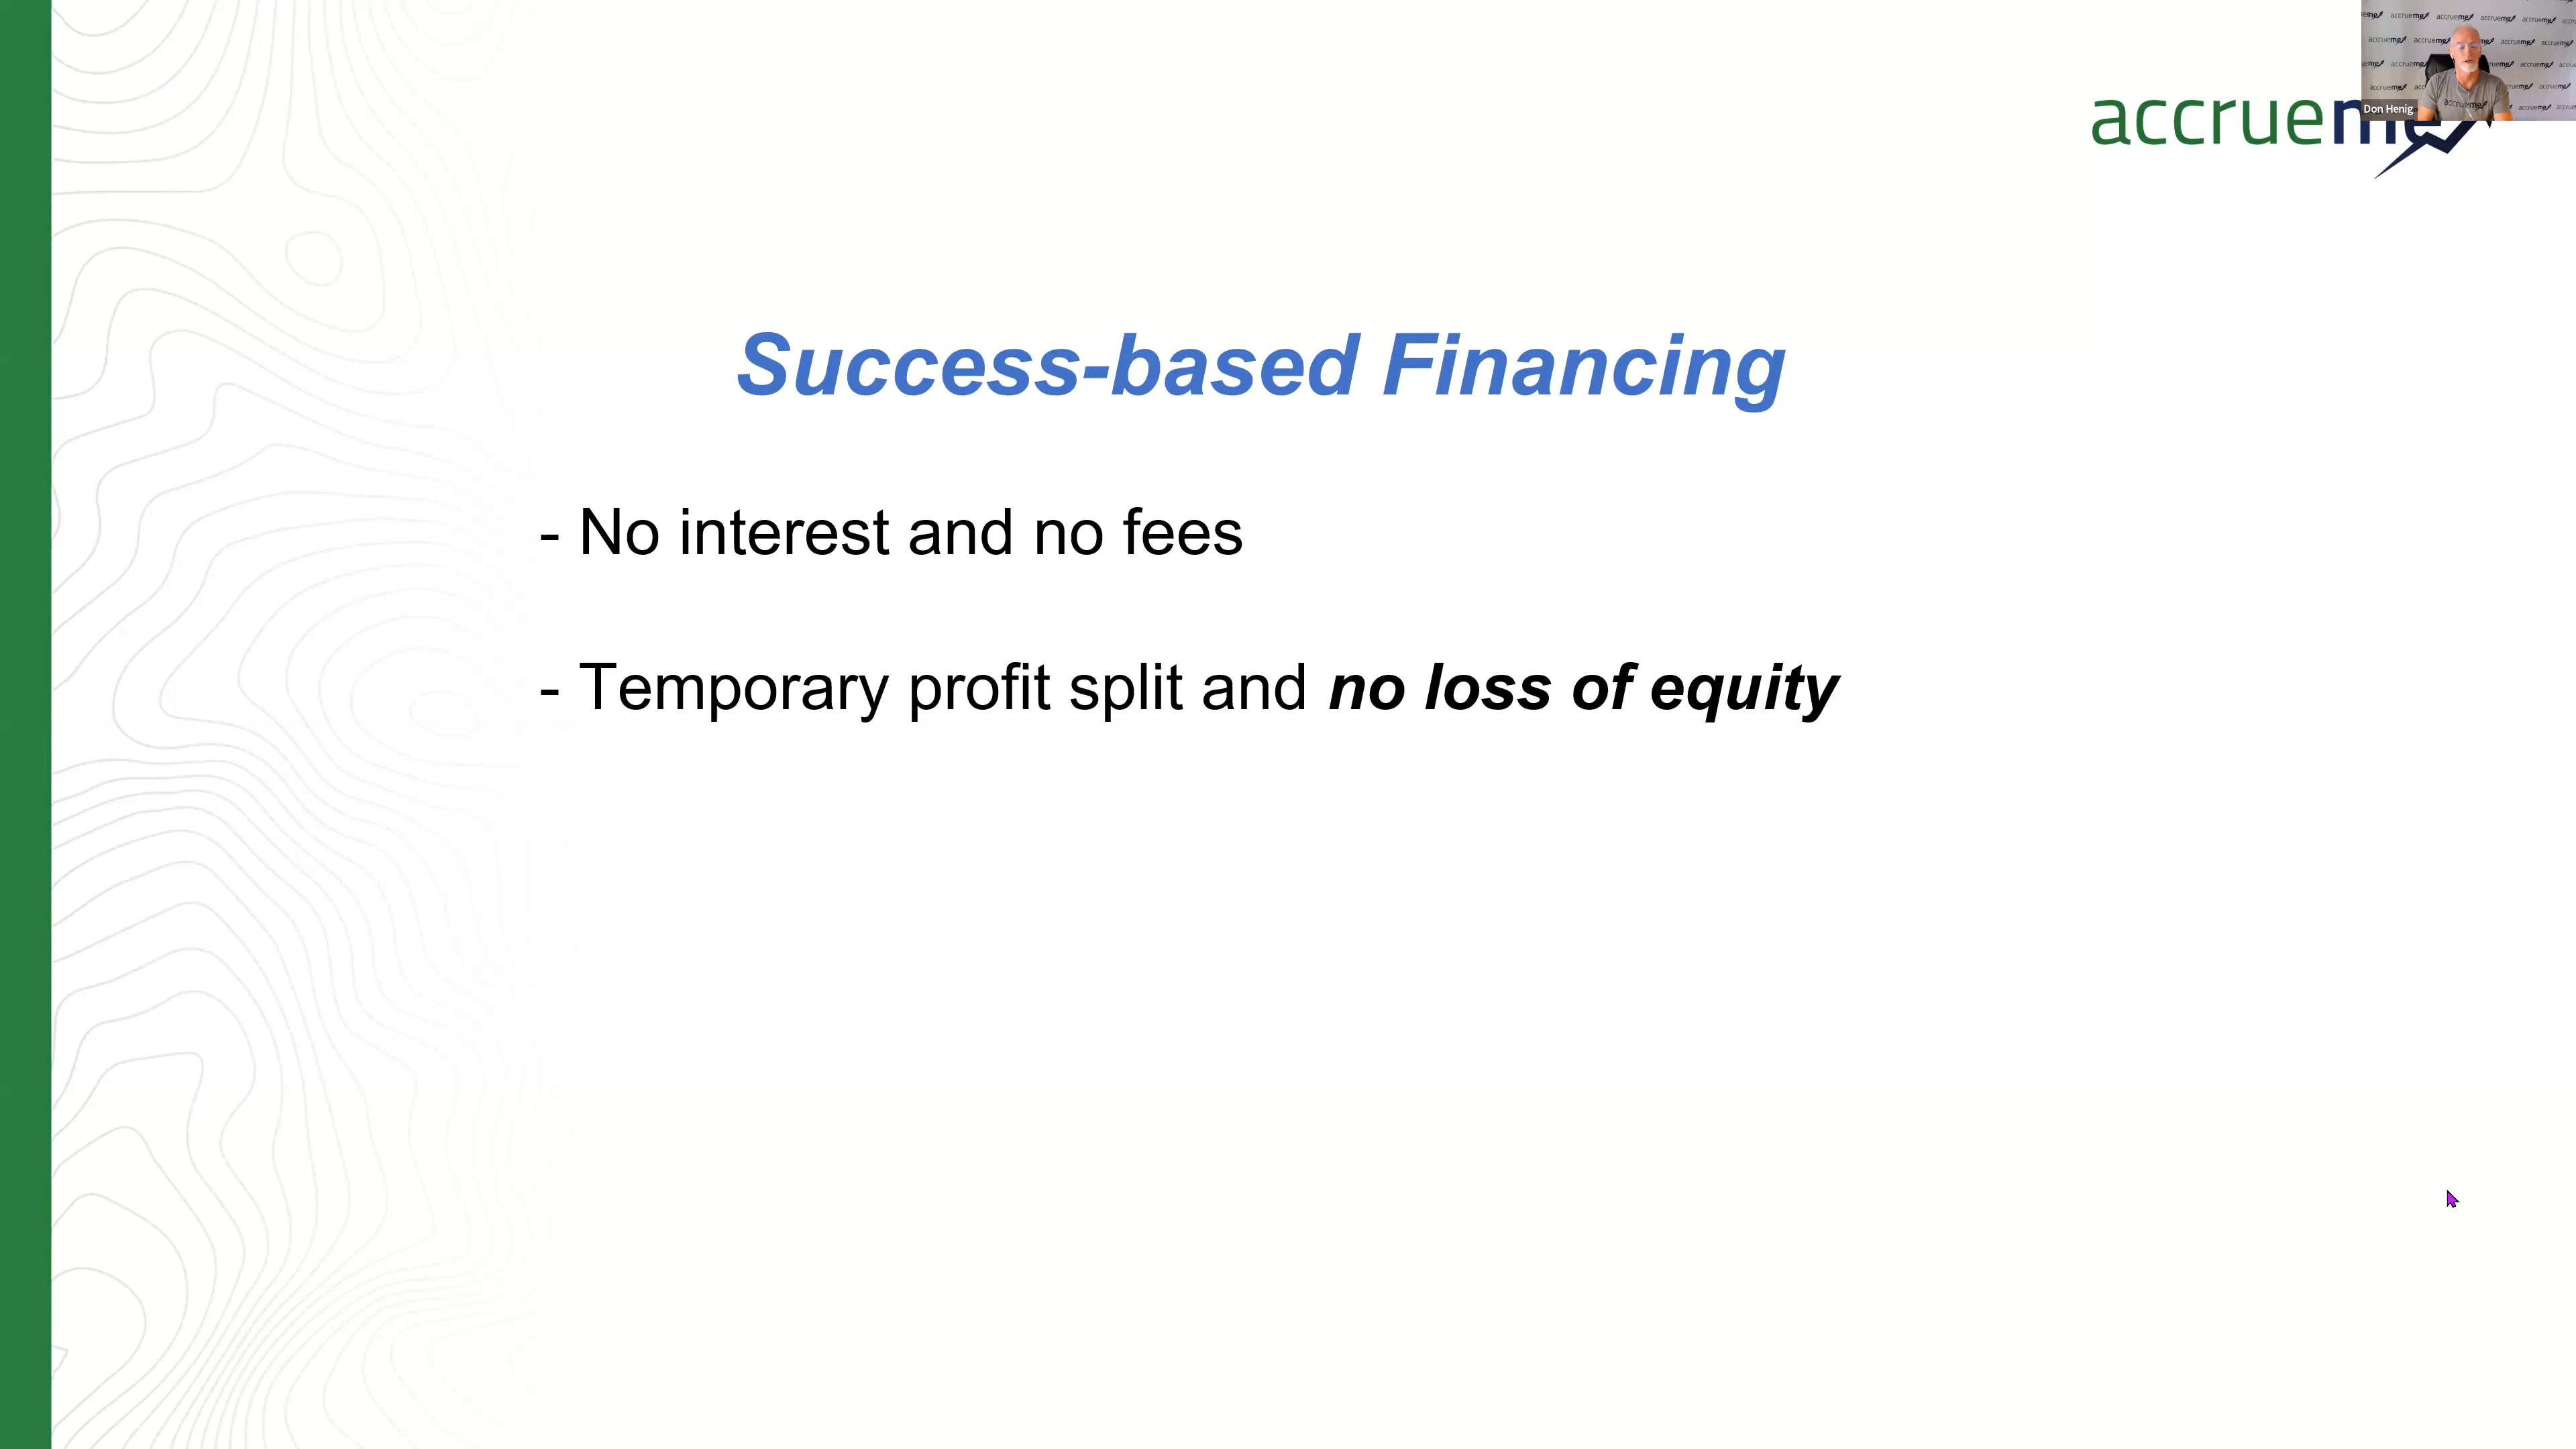 accrueme
Don Henig
Success-based Financing
- No interest and no fees
- Temporary profit split and no loss of equity